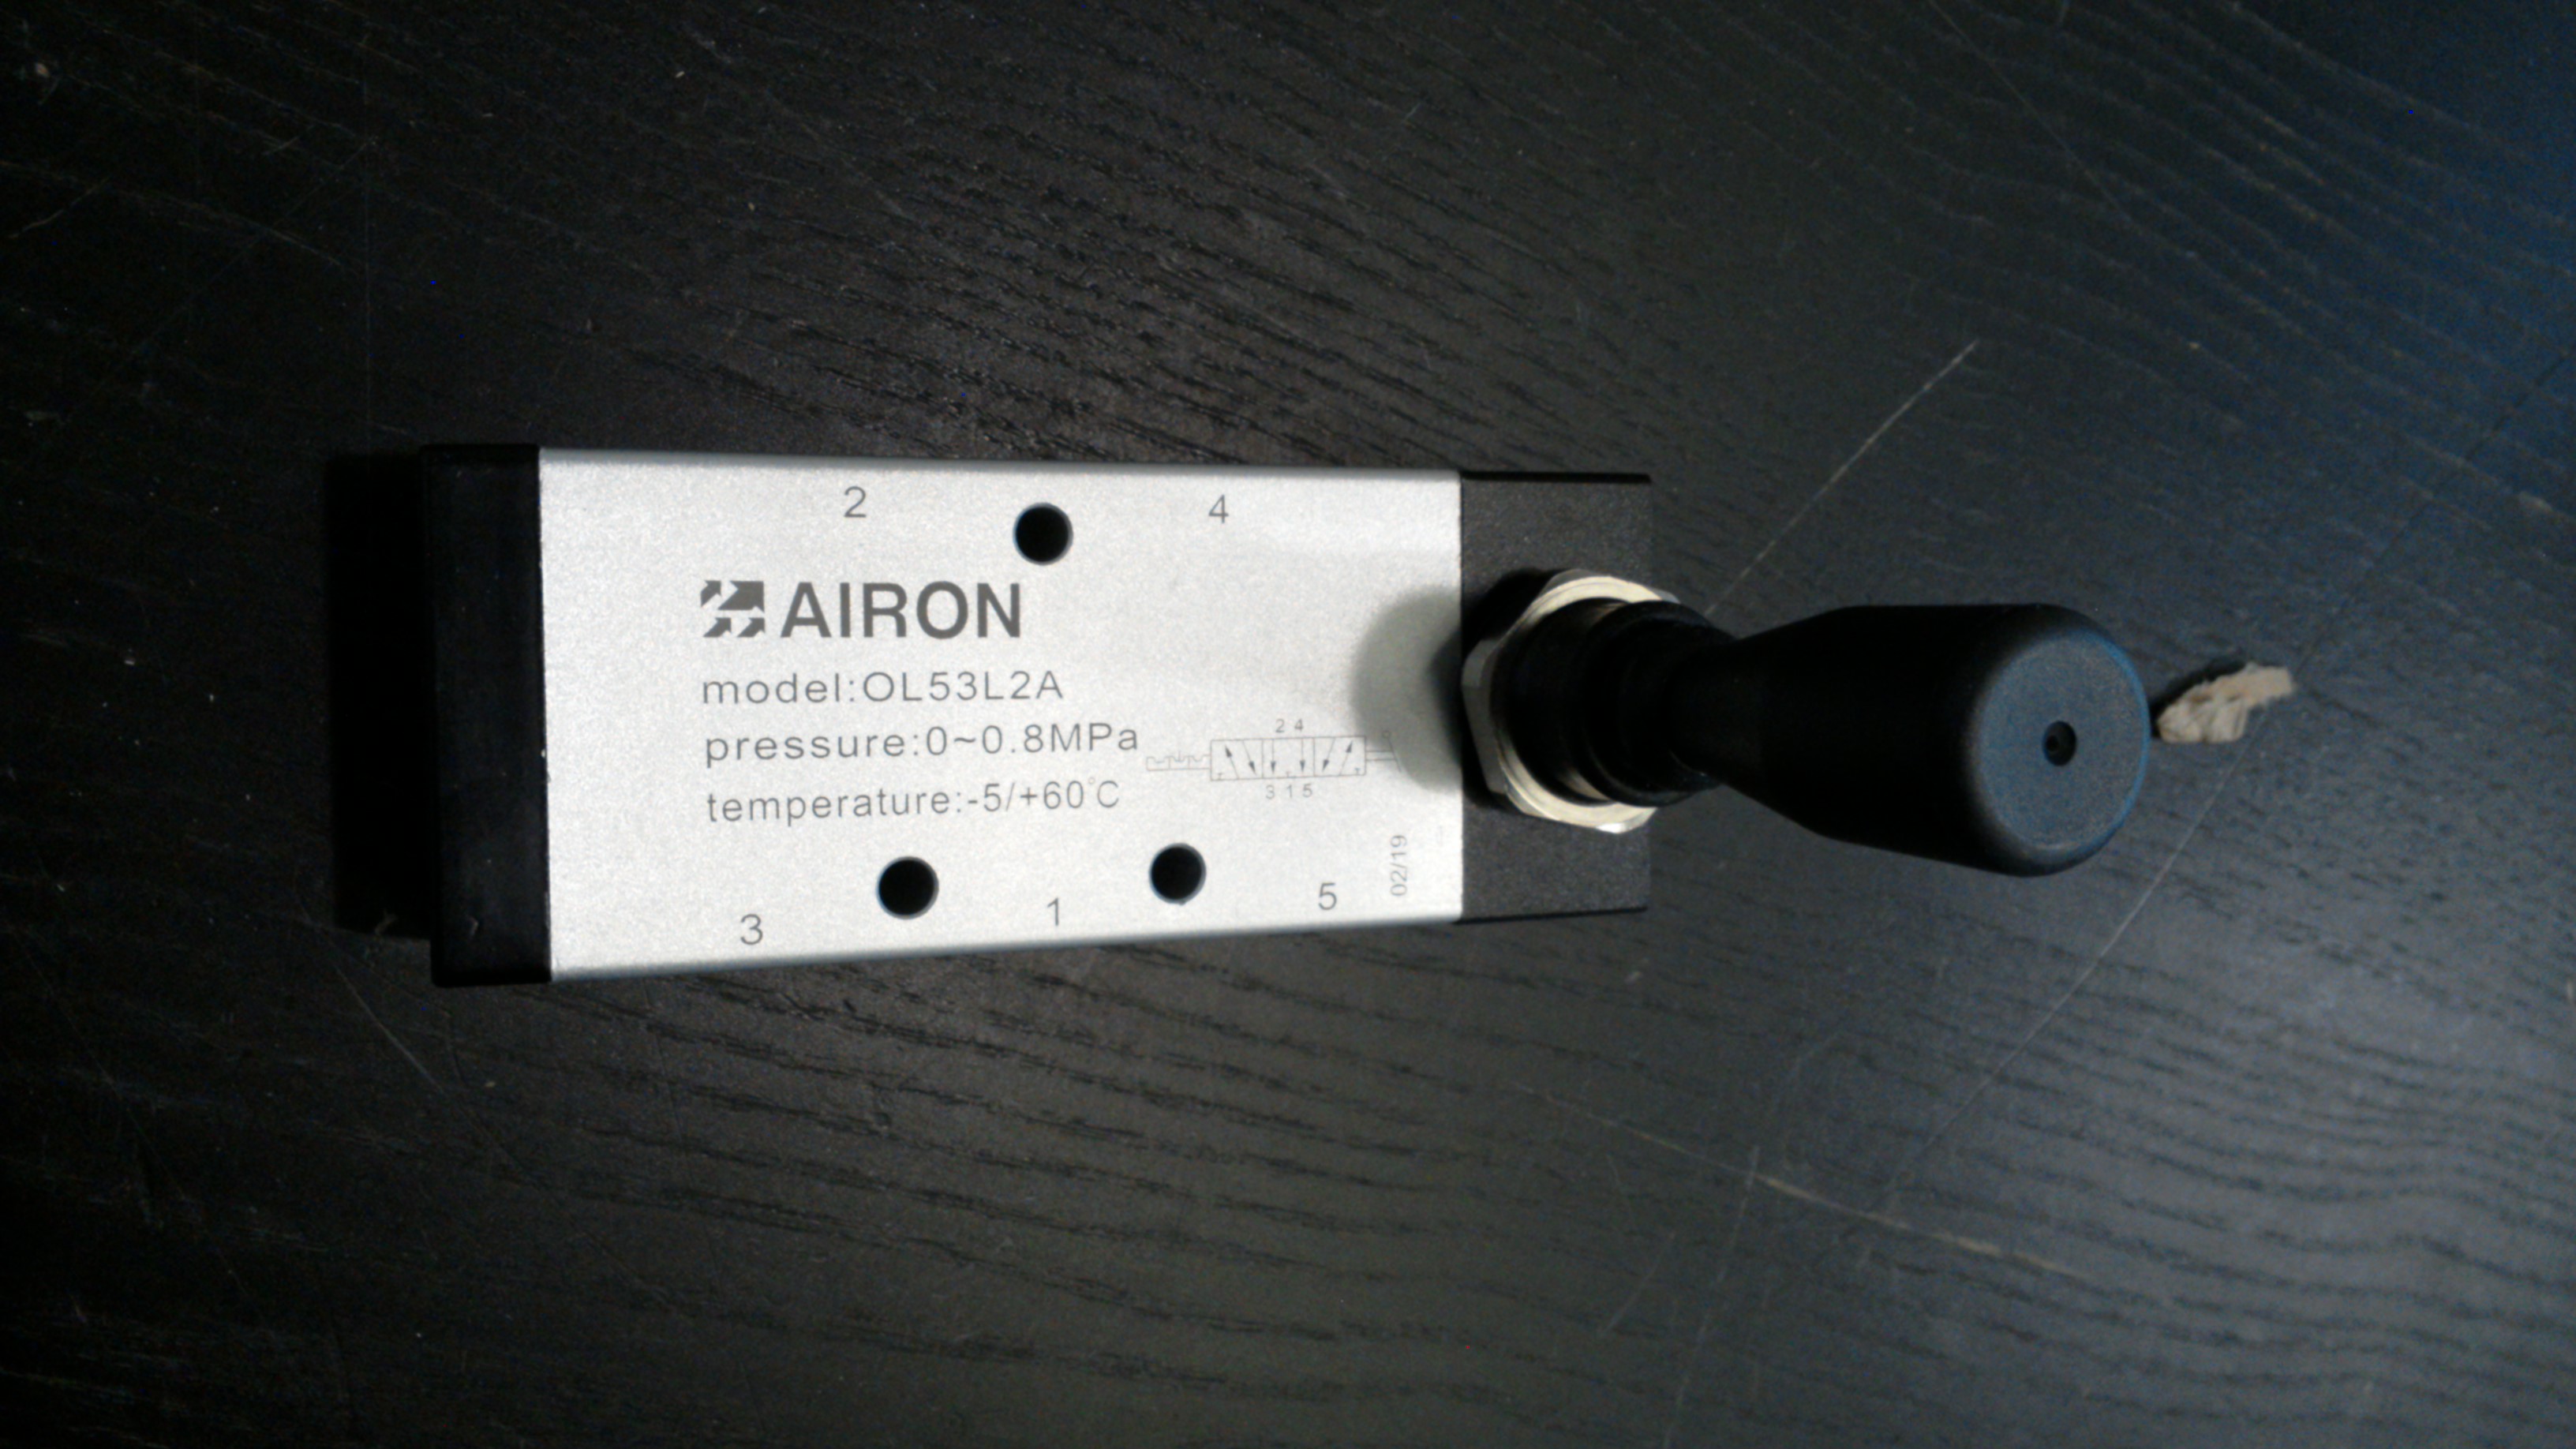 2 4
AIRON
model:OL53L2A
pressure:0~0.8MPa
temperature:-5/+60°C
2 4
3 1 5
02/19
3 1 5